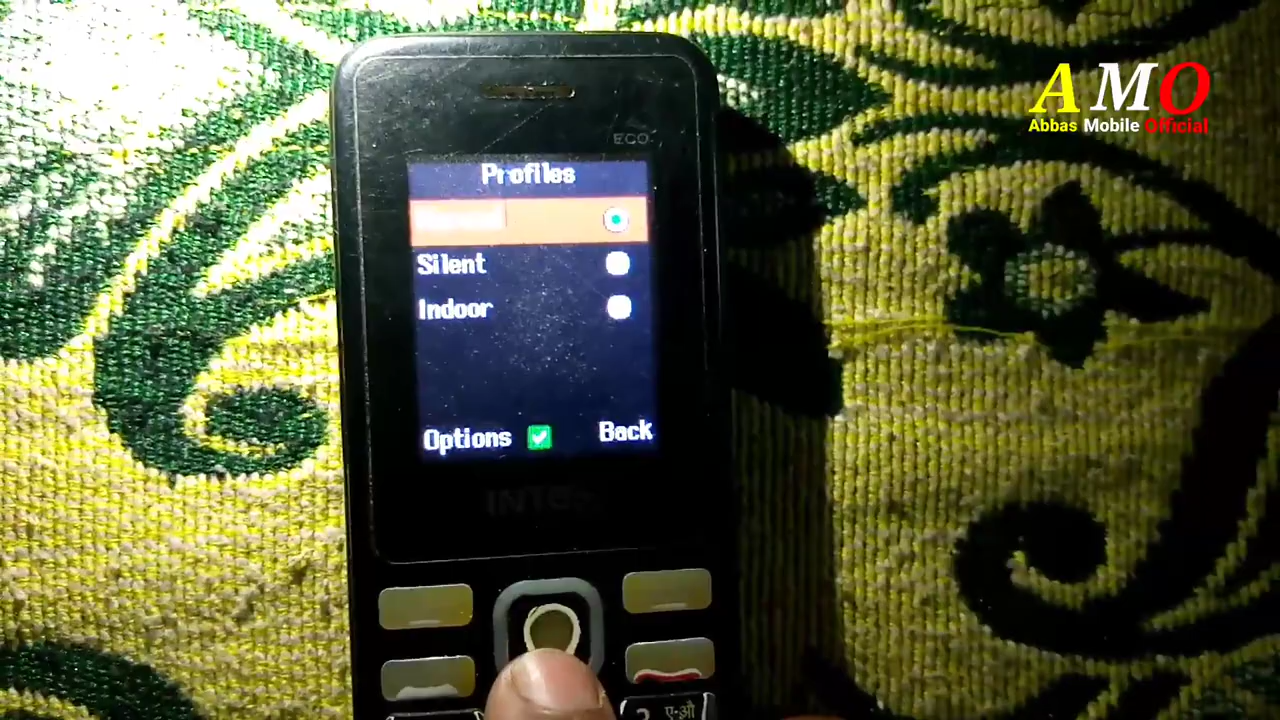 AMO
Abbas Mobile Official
ECO
Profiles
Silent
Indoor
Options
Back
ए-औ